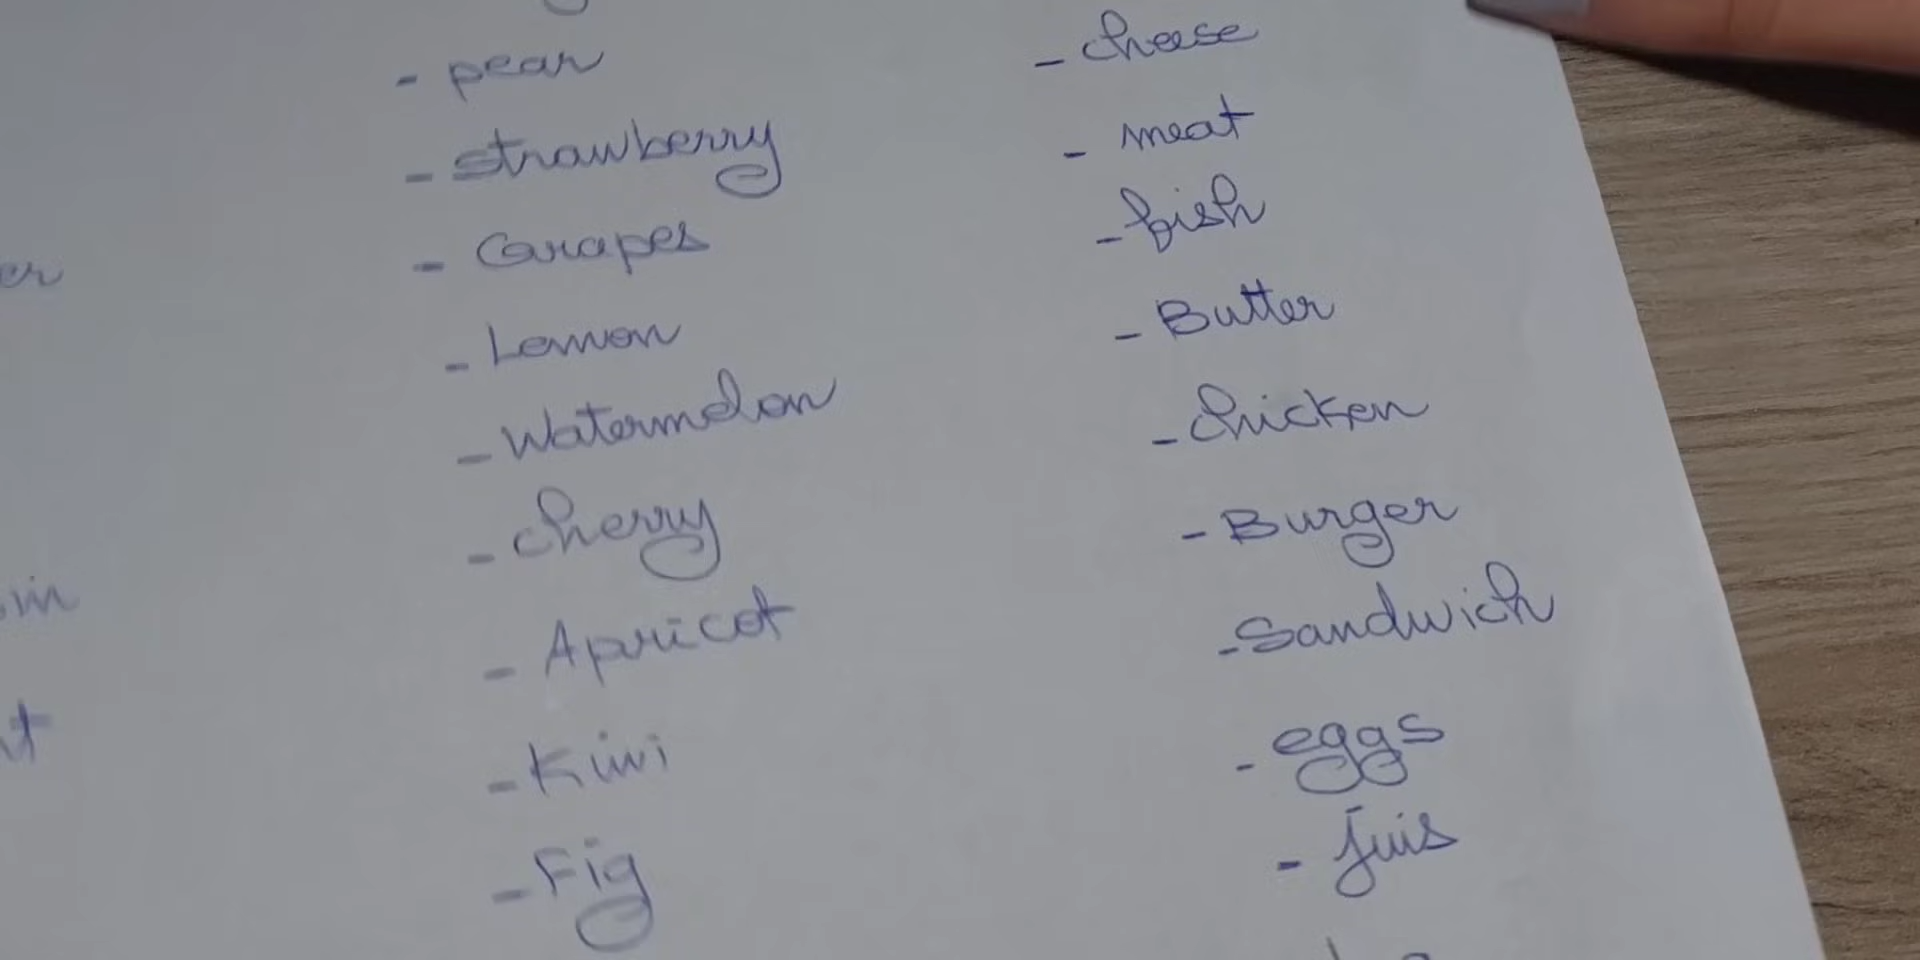 - pear
- strawberry
- Grapes
- Lemon
- Watermelon
- cherry
- Apricot
- Kiwi
- Fig
- cheese
- meat
- fish
- Butter
- chicken
- Burger
- Sandwich
- eggs
- juis